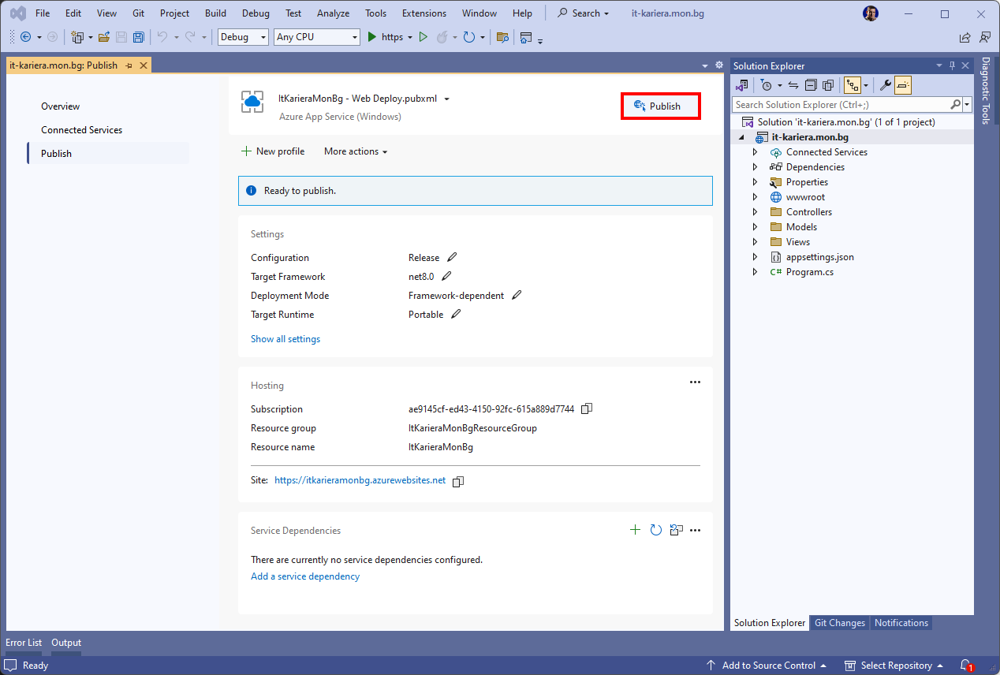 File Edit View Git Project Build Debug Test Analyze Tools Extensions Window Help Search it-kariera.mon.bg
Debug Any CPU https
it-kariera.mon.bg: Publish
Overview
Connected Services
Publish
ItKarieraMonBg - Web Deploy.pubxml
Azure App Service (Windows)
Publish
New profile More actions
Ready to publish.
Settings
Configuration Release
Target Framework net8.0
Deployment Mode Framework-dependent
Target Runtime Portable
Show all settings
Hosting
Subscription ae9145cf-ed43-4150-92fc-615a889d7744
Resource group ItKarieraMonBgResourceGroup
Resource name ItKarieraMonBg
Site: https://itkarieramonbg.azurewebsites.net
Service Dependencies
There are currently no service dependencies configured.
Add a service dependency
Solution Explorer
Search Solution Explorer (Ctrl+;)
Solution 'it-kariera.mon.bg' (1 of 1 project)
it-kariera.mon.bg
Connected Services
Dependencies
Properties
wwwroot
Controllers
Models
Views
appsettings.json
C# Program.cs
Solution Explorer Git Changes Notifications
Diagnostic Tools
Error List Output
Ready Add to Source Control Select Repository 1